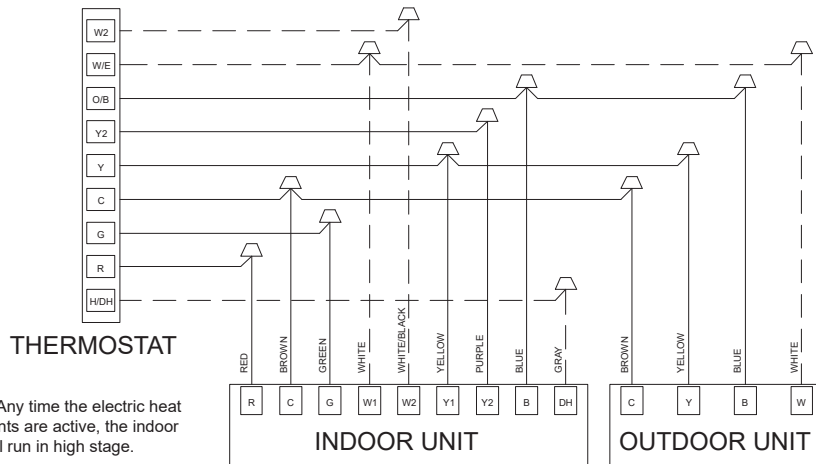 W2
W/E
O/B
Y2
Y
C
G
R
H/DH
THERMOSTAT
Any time the electric heat
nts are active, the indoor
l run in high stage.
RED
BROWN
GREEN
WHITE
WHITE/BLACK
YELLOW
PURPLE
BLUE
GRAY
BROWN
YELLOW
BLUE
WHITE
R C G W1 W2 Y1 Y2 B DH
C Y B W
INDOOR UNIT
OUTDOOR UNIT